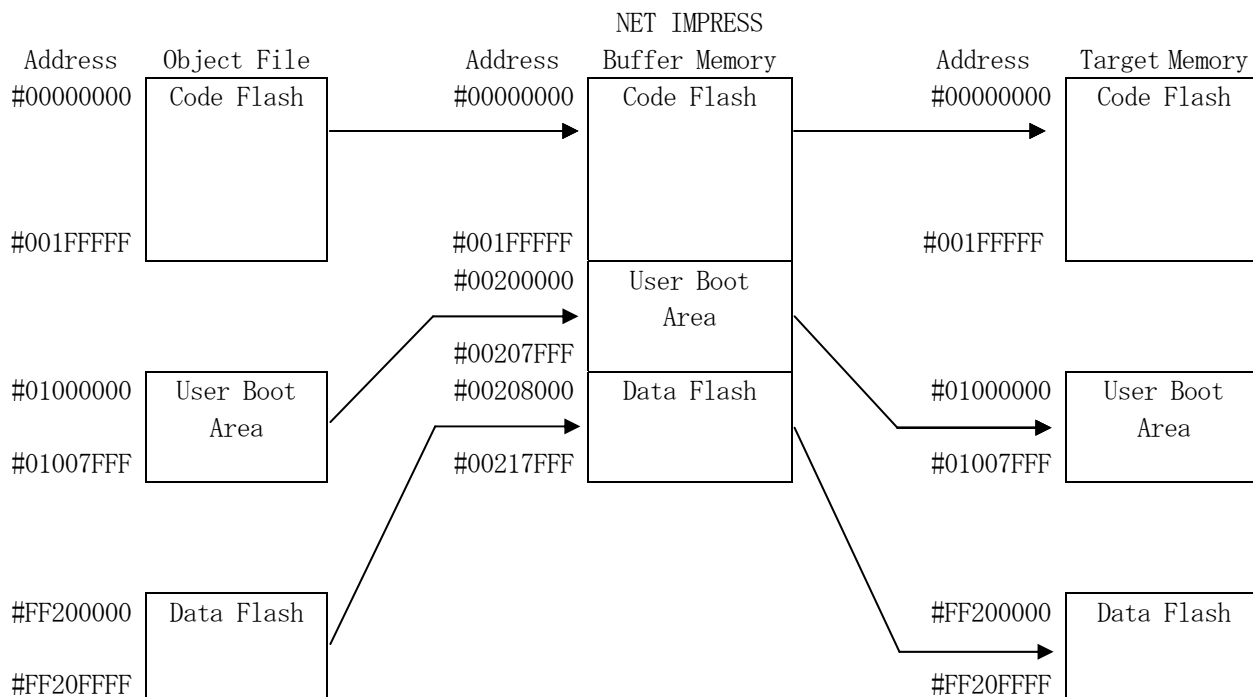 NET IMPRESS
Address Object File Address Buffer Memory Address Target Memory
#00000000 Code Flash #00000000 Code Flash #00000000 Code Flash
#001FFFFF #001FFFFF #001FFFFF
#00200000 User Boot
Area
#00207FFF
#01000000 User Boot #00208000 Data Flash #01000000 User Boot
Area Area
#01007FFF #00217FFF #01007FFF
#FF200000 Data Flash #FF200000 Data Flash
#FF20FFFF #FF20FFFF